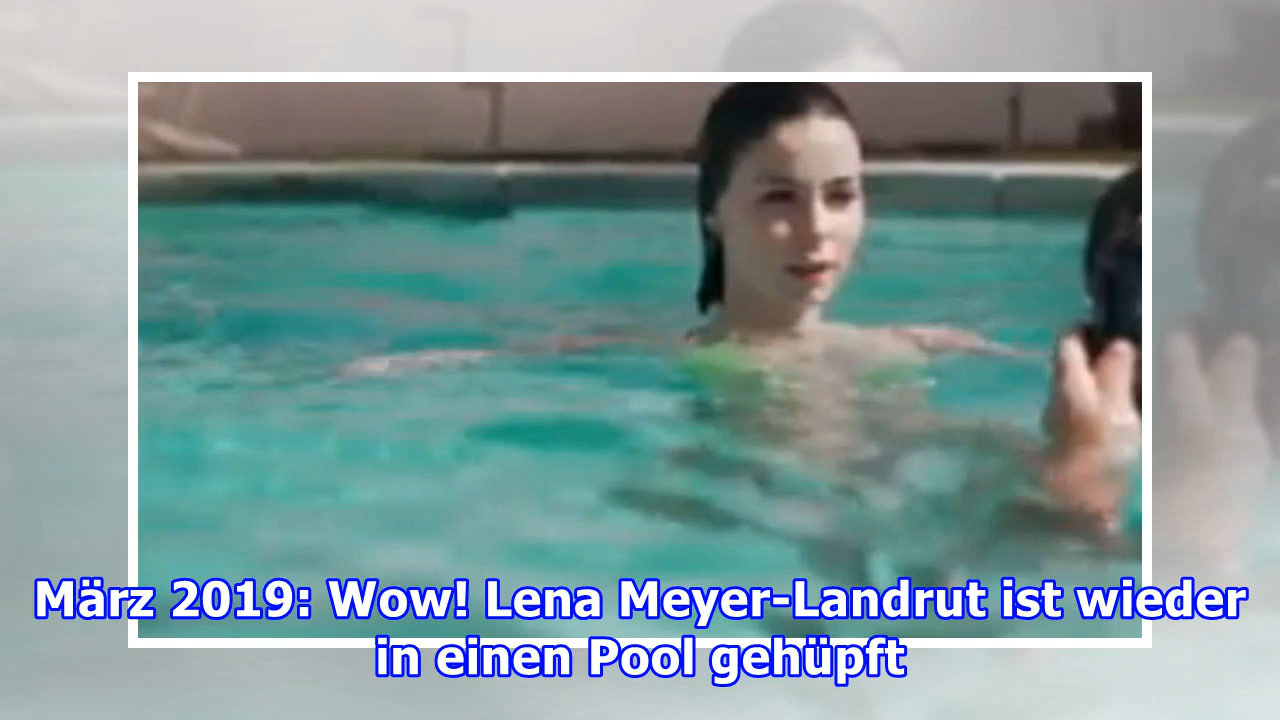 März 2019: Wow! Lena Meyer-Landrut ist wieder
in einen Pool gehüpft